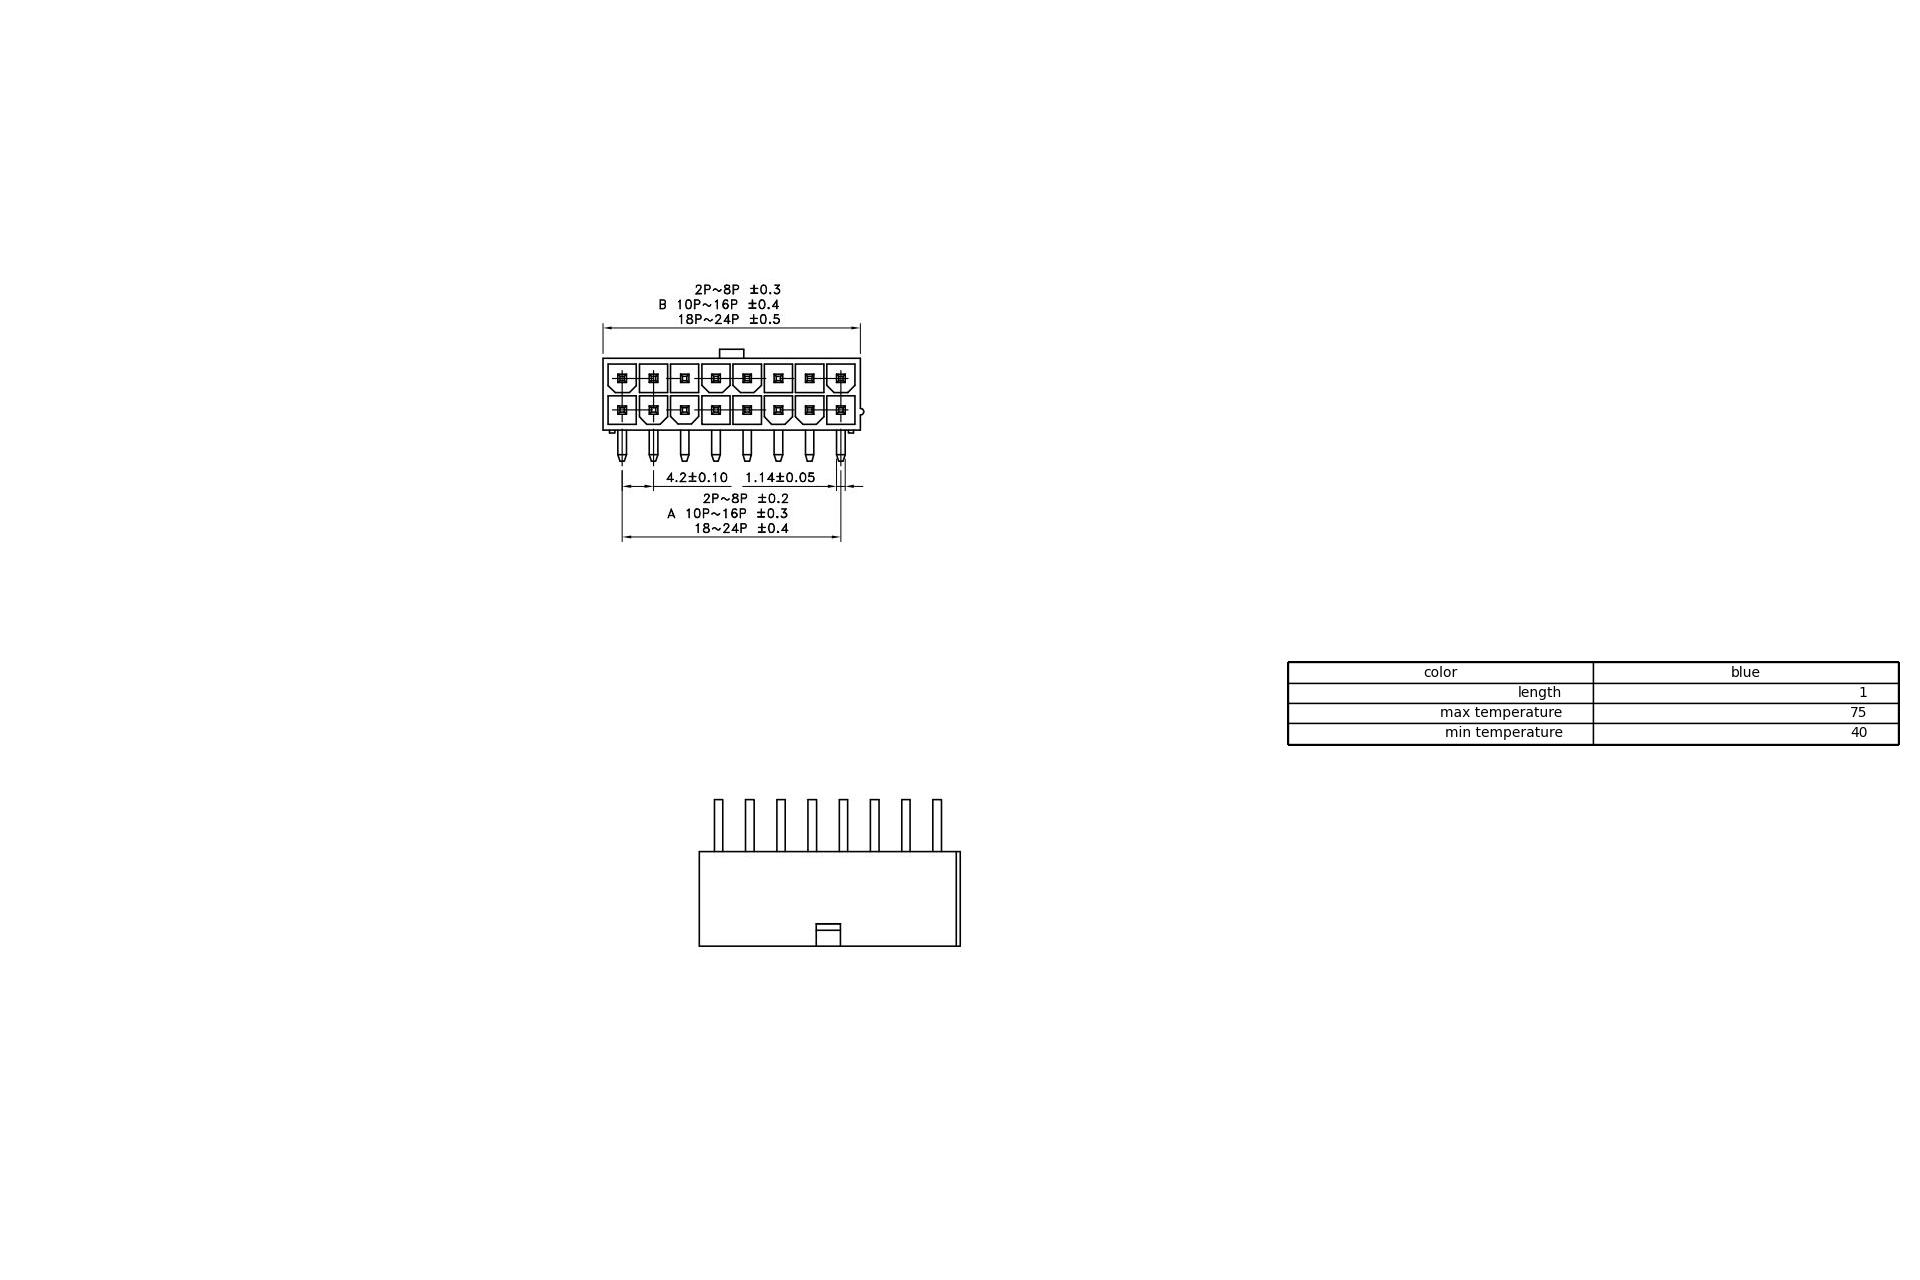 2P~8P ±0.3
B 10P~16P ±0.4
18P~24P ±0.5
4.2±0.10 1.14±0.05
2P~8P ±0.2
A 10P~16P ±0.3
18~24P ±0.4
color blue
length 1
max temperature 75
min temperature 40